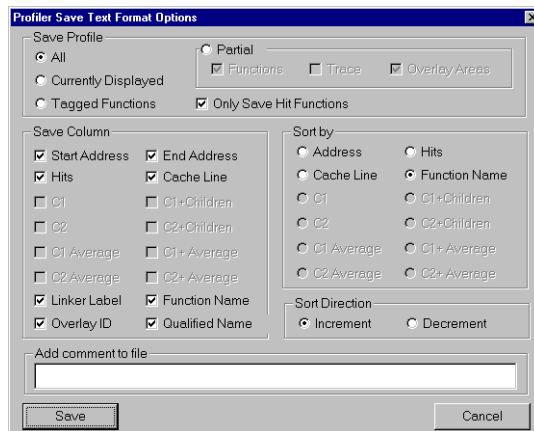 Profiler Save Text Format Options
Save Profile
All
Partial
Functions Trace Overlay Areas
Currently Displayed
Tagged Functions Only Save Hit Functions
Save Column
Start Address End Address
Hits Cache Line
C1 C1+Children
C2 C2+Children
C1 Average C1+ Average
C2 Average C2+ Average
Linker Label Function Name
Overlay ID Qualified Name
Sort by
Address Hits
Cache Line Function Name
C1 C1+Children
C2 C2+Children
C1 Average C1+ Average
C2 Average C2+ Average
Sort Direction
Increment Decrement
Add comment to file
Save Cancel